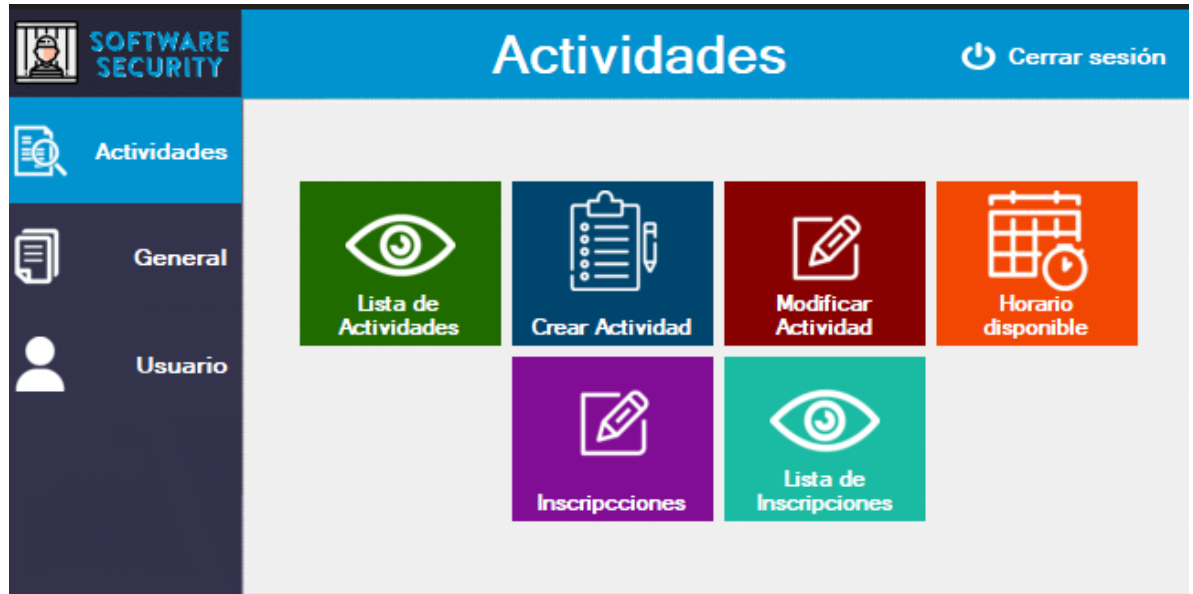 SOFTWARE
SECURITY
Actividades
Cerrar sesión
Actividades
General
Usuario
Lista de
Actividades
Crear Actividad
Modificar
Actividad
Horario
disponible
Inscripcciones
Lista de
Inscripciones